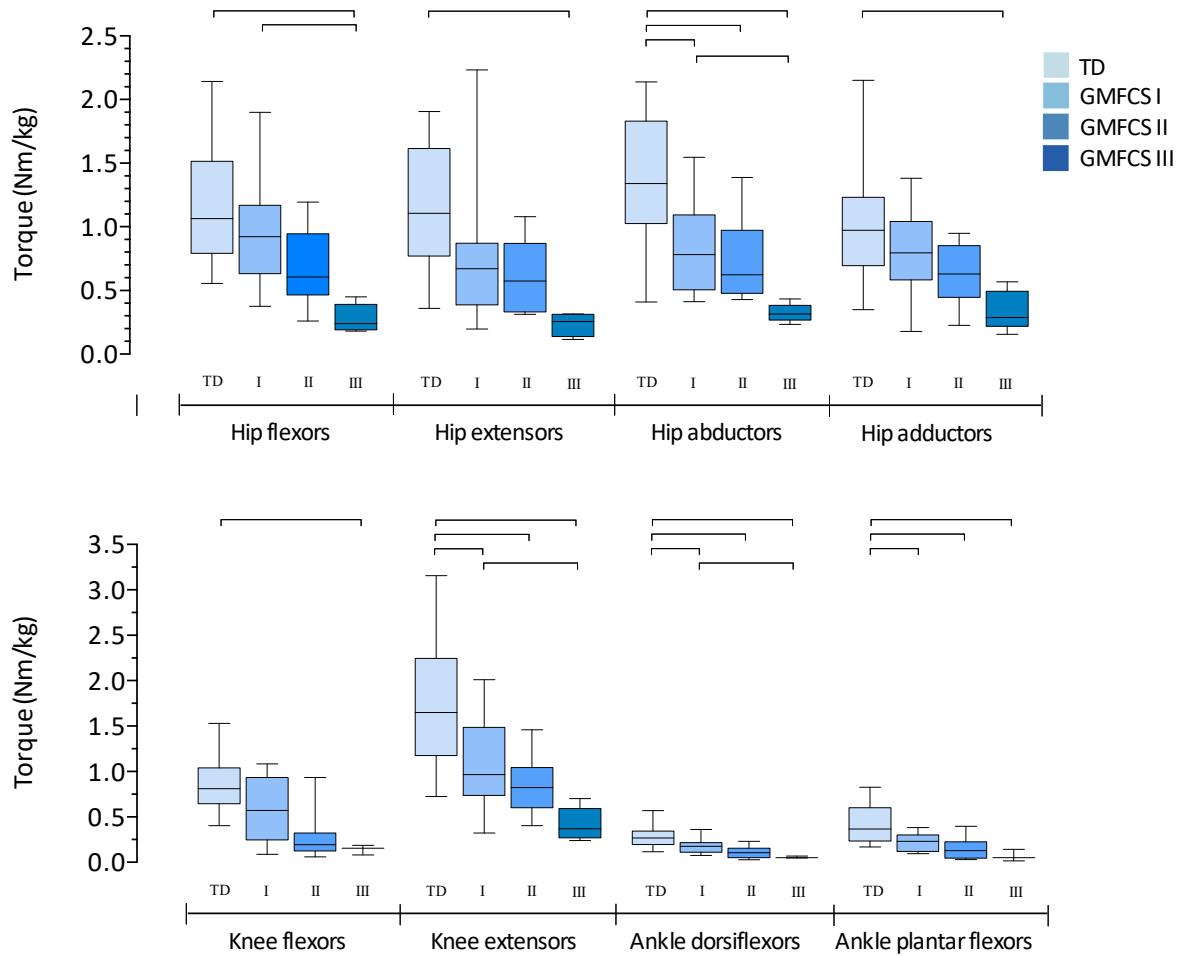 2.5
2.0
1.5
1.0
0.5
0.0
Torque (Nm/kg)
TD
GMFCS I
GMFCS II
GMFCS III
TD I II III TD I II III TD I II III TD I II III
Hip flexors Hip extensors Hip abductors Hip adductors
3.5
3.0
2.5
2.0
1.5
1.0
0.5
0.0
Torque (Nm/kg)
TD I II III TD I II III TD I II III TD I II III
Knee flexors Knee extensors Ankle dorsiflexors Ankle plantar flexors